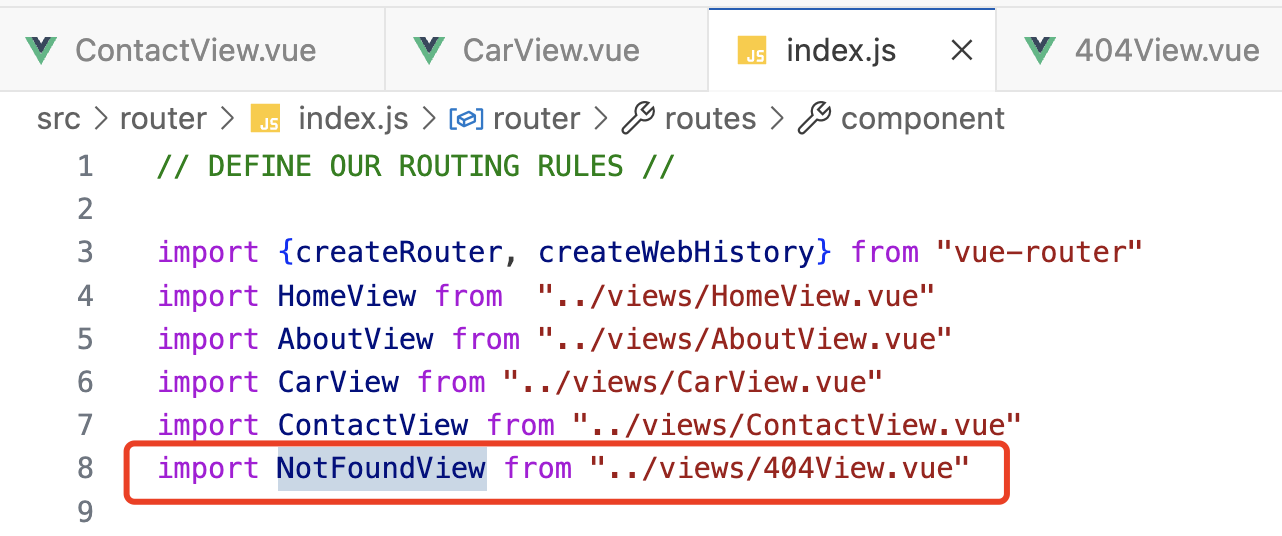 ContactView.vue CarView.vue JS index.js 404View.vue
src > router > JS index.js > router > routes > component
1 // DEFINE OUR ROUTING RULES //
2
3 import {createRouter, createWebHistory} from "vue-router"
4 import HomeView from  "../views/HomeView.vue"
5 import AboutView from "../views/AboutView.vue"
6 import CarView from "../views/CarView.vue"
7 import ContactView from "../views/ContactView.vue"
8 import NotFoundView from "../views/404View.vue"
9